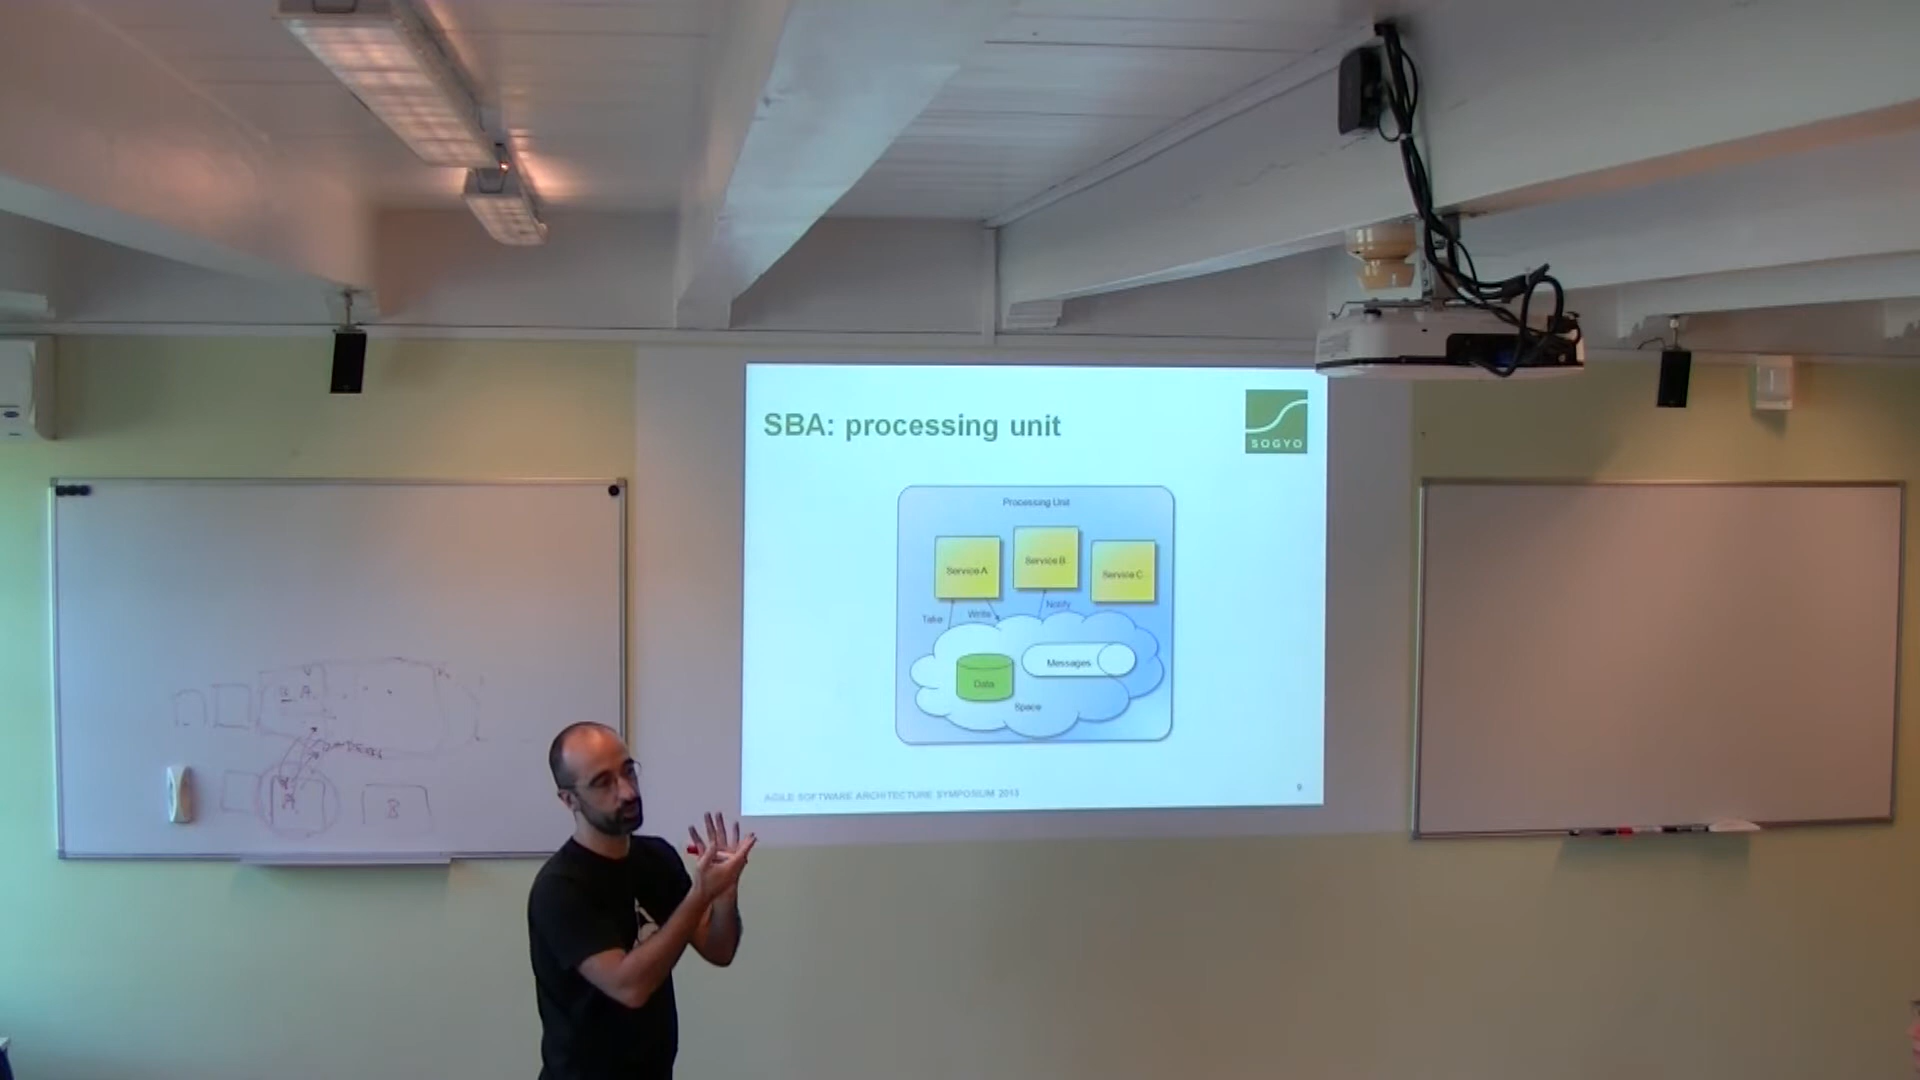 SBA: processing unit
SOGYO
Processing Unit
Service A
Service B
Service C
Take
Write
Notify
Messages
Data
Space
AGILE SOFTWARE ARCHITECTURE SYMPOSIUM 2013
9
B A
A
B